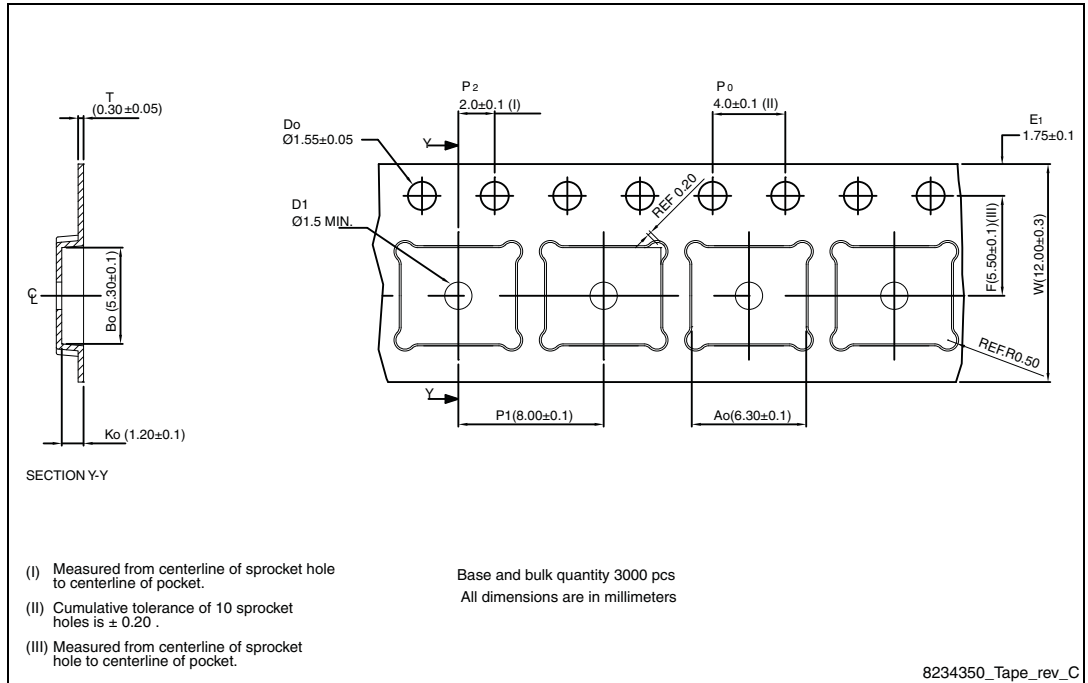 T
(0.30 ±0.05)
P2
2.0±0.1 (I)
P0
4.0±0.1 (II)
E1
1.75±0.1
Do
Ø1.55±0.05
Y
D1
Ø1.5 MIN.
REF 0.20
F(5.50±0.1)(III)
W(12.00±0.3)
CL
Bo (5.30±0.1)
REF.R0.50
Y
P1(8.00±0.1)
Ao(6.30±0.1)
Ko (1.20±0.1)
SECTION Y-Y
(I) Measured from centerline of sprocket hole
to centerline of pocket.
(II) Cumulative tolerance of 10 sprocket
holes is ± 0.20 .
(III) Measured from centerline of sprocket
hole to centerline of pocket.
Base and bulk quantity 3000 pcs
All dimensions are in millimeters
8234350_Tape_rev_C